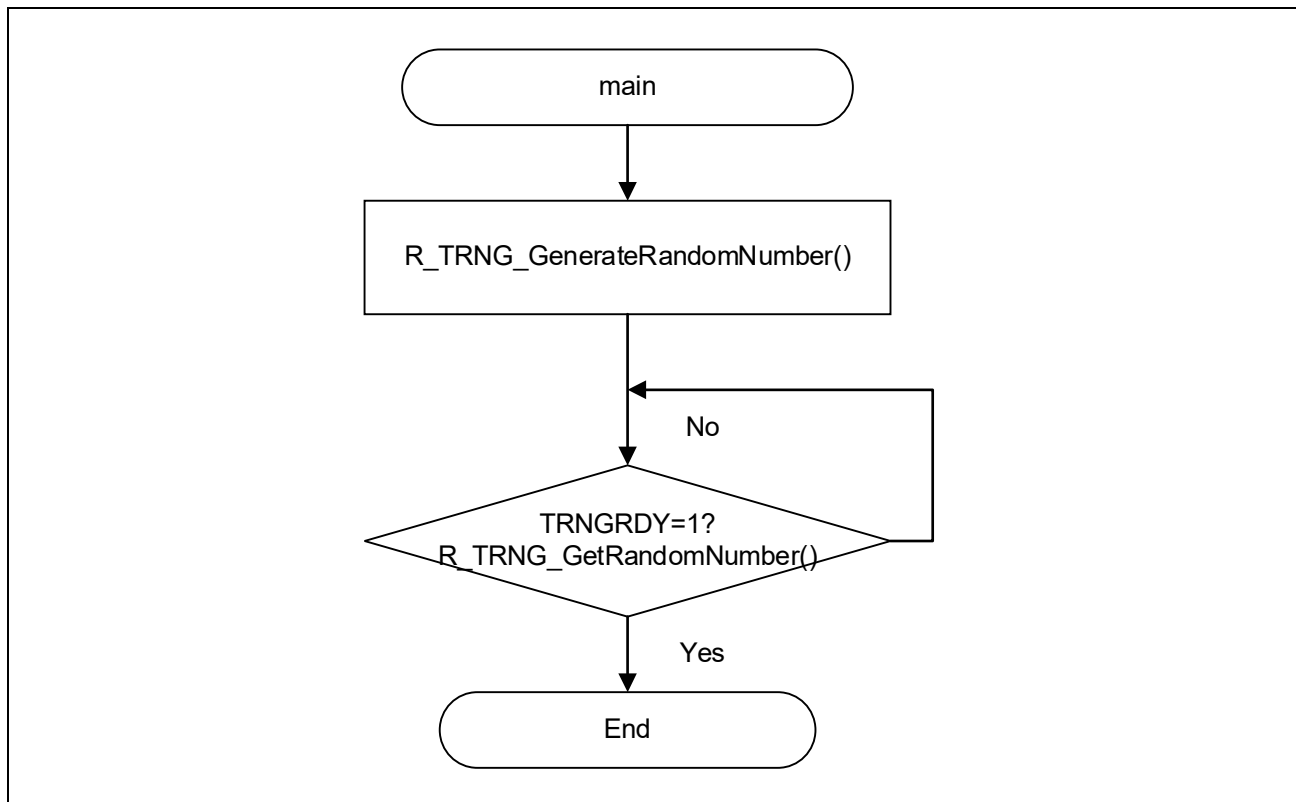 main
R_TRNG_GenerateRandomNumber()
No
TRNGRDY=1?
R_TRNG_GetRandomNumber()
Yes
End